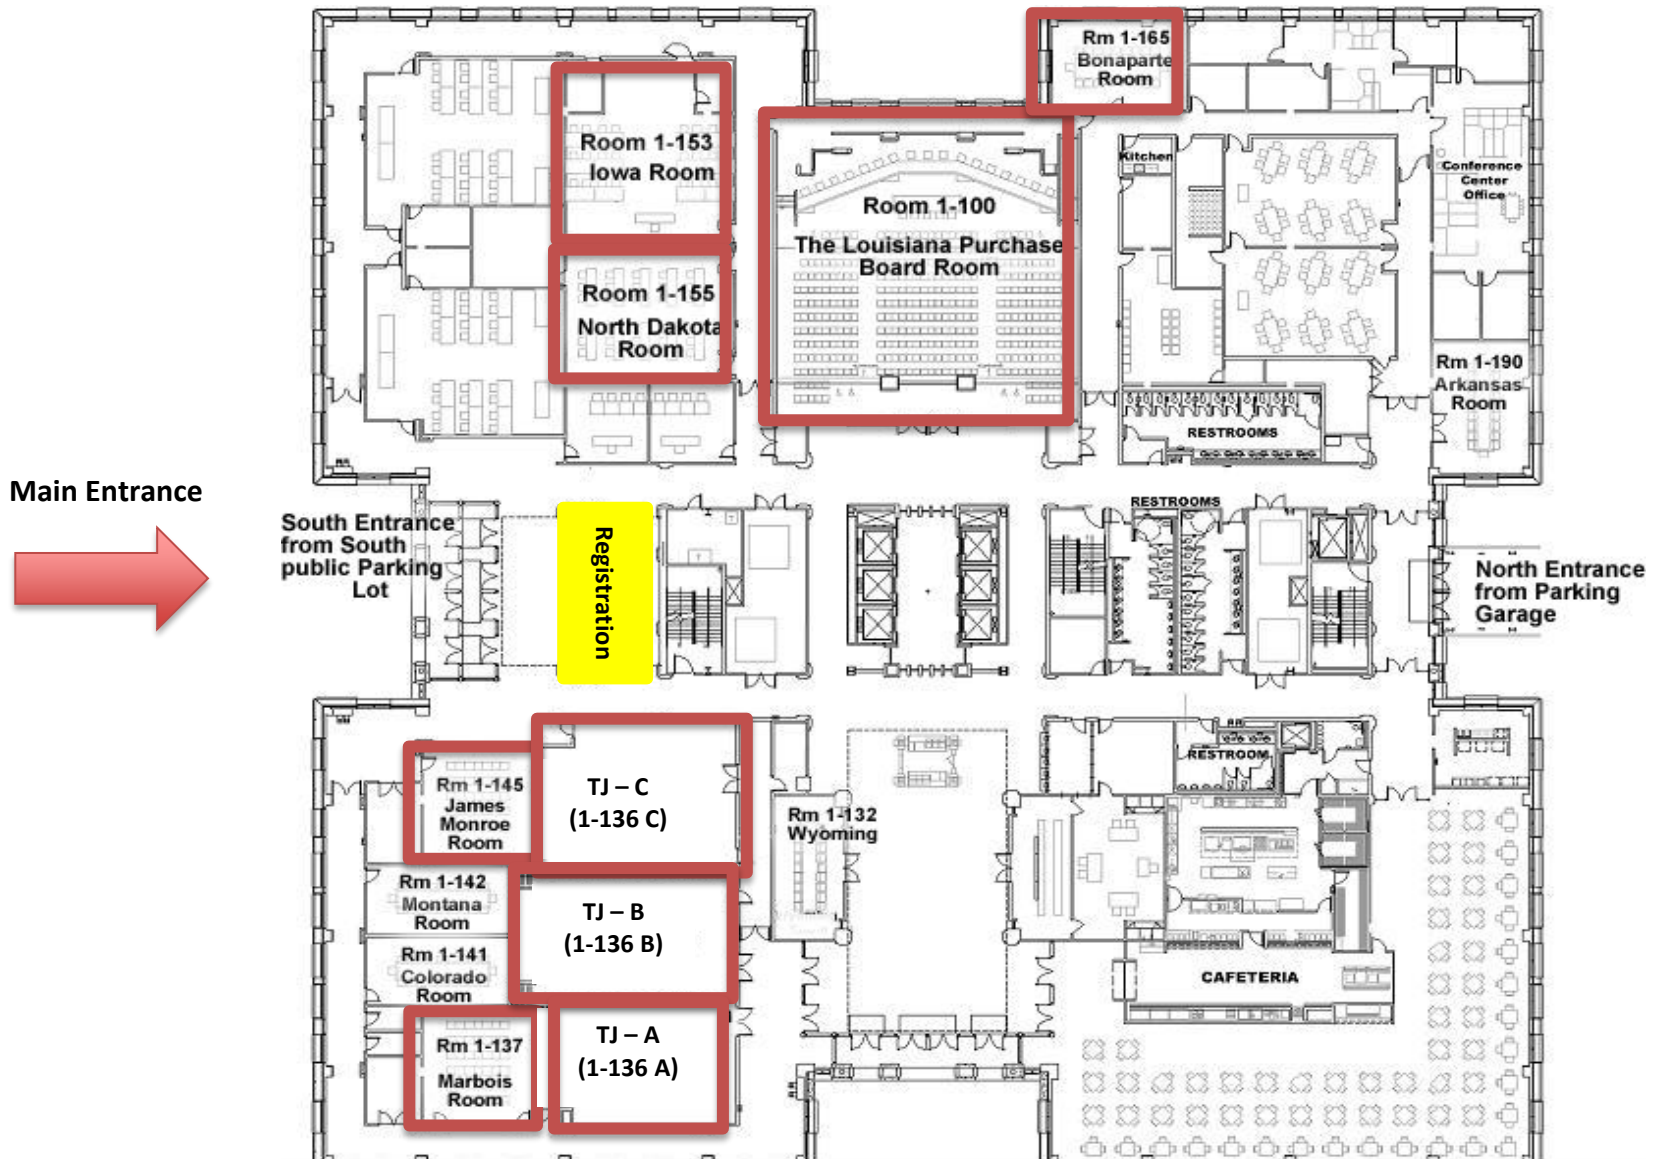 Rm 1-165
Bonaparte
Room
Room 1-153
Iowa Room
Room 1-100
The Louisiana Purchase
Board Room
Kitchen
Conference
Center
Office
Room 1-155
North Dakota
Room
Rm 1-190
Arkansas
Room
RESTROOMS
Main Entrance
South Entrance
from South
public Parking
Lot
Registration
RESTROOMS
North Entrance
from Parking
Garage
Rm 1-145
James
Monroe
Room
TJ – C
(1-136 C)
Rm 1-132
Wyoming
RESTROOM
Rm 1-142
Montana
Room
TJ – B
(1-136 B)
Rm 1-141
Colorado
Room
CAFETERIA
Rm 1-137
Marbois
Room
TJ – A
(1-136 A)